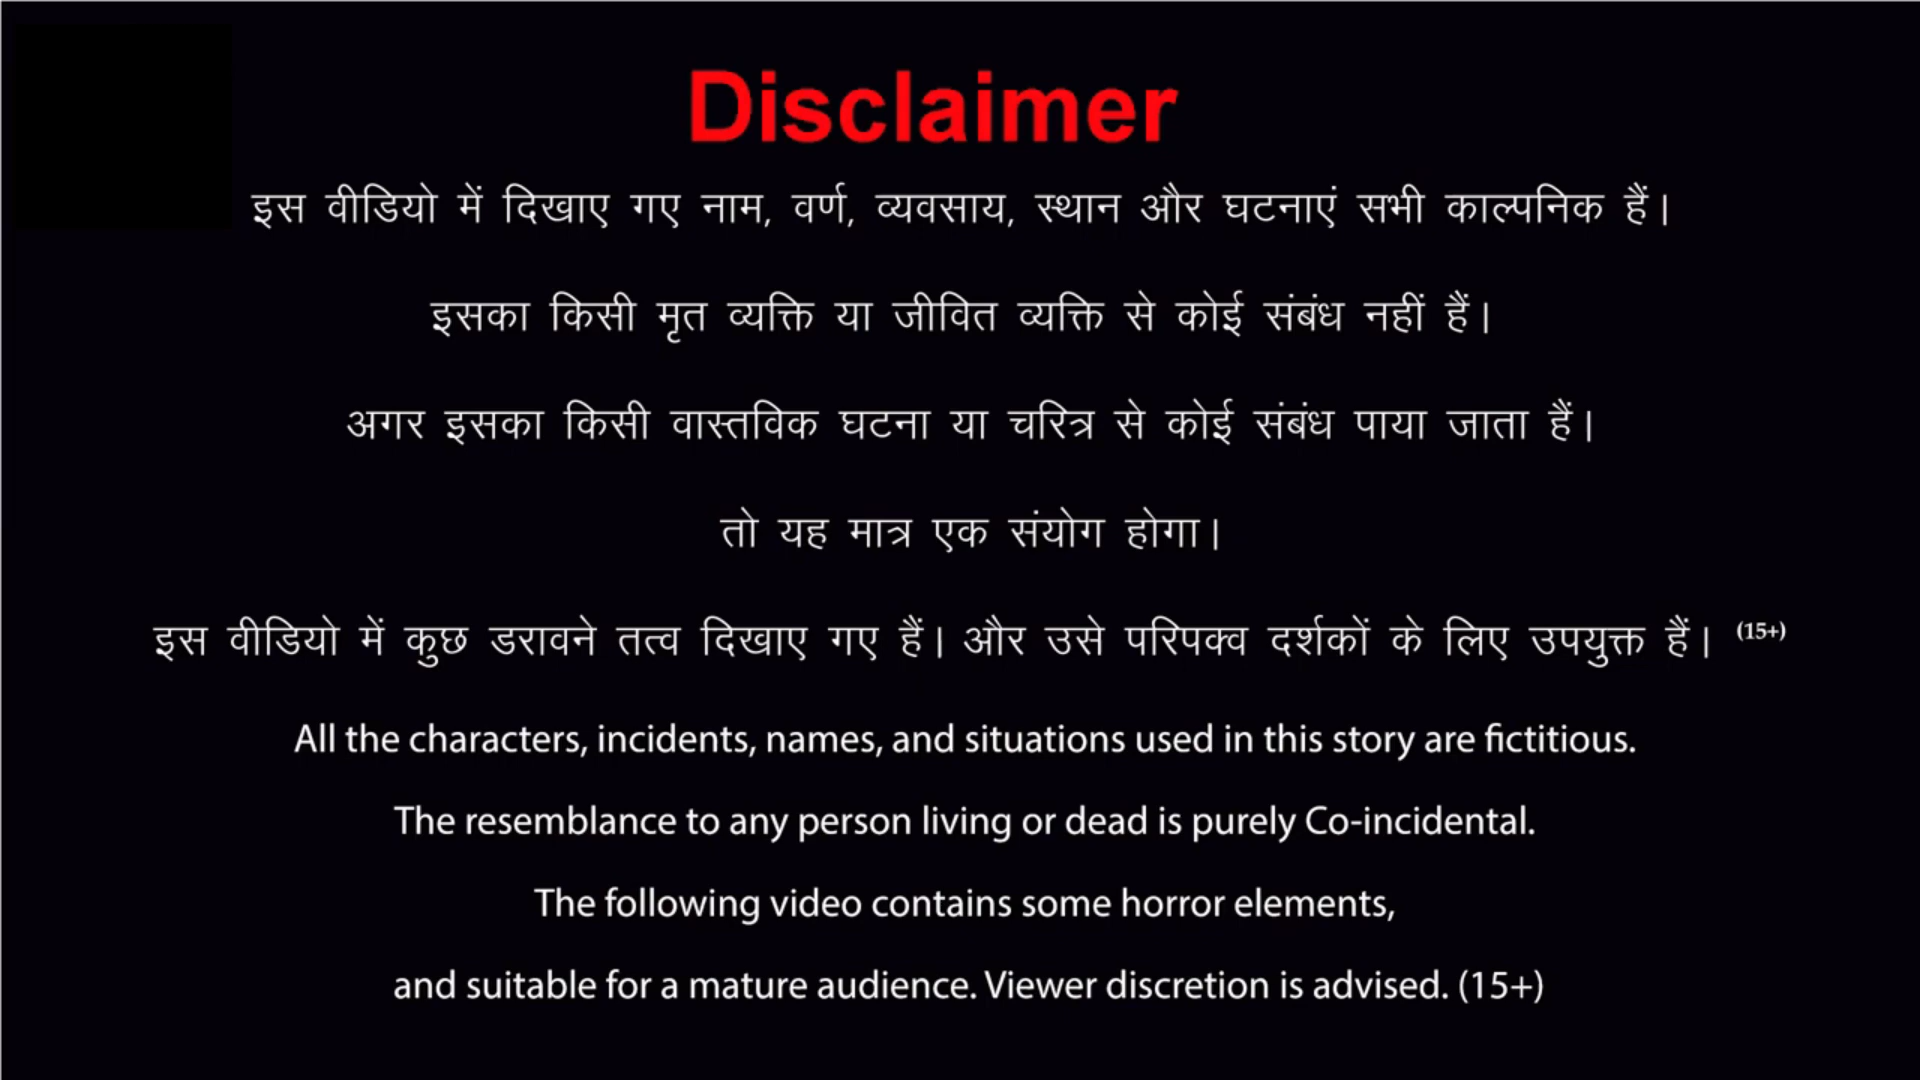 Disclaimer
इस वीडियो में दिखाए गए नाम, वर्ण, व्यवसाय, स्थान और घटनाएं सभी काल्पनिक हैं।
इसका किसी मृत व्यक्ति या जीवित व्यक्ति से कोई संबंध नहीं हैं।
अगर इसका किसी वास्तविक घटना या चरित्र से कोई संबंध पाया जाता हैं।
तो यह मात्र एक संयोग होगा।
इस वीडियो में कुछ डरावने तत्व दिखाए गए हैं। और उसे परिपक्व दर्शकों के लिए उपयुक्त हैं। (15+)
All the characters, incidents, names, and situations used in this story are fictitious.
The resemblance to any person living or dead is purely Co-incidental.
The following video contains some horror elements,
and suitable for a mature audience. Viewer discretion is advised. (15+)